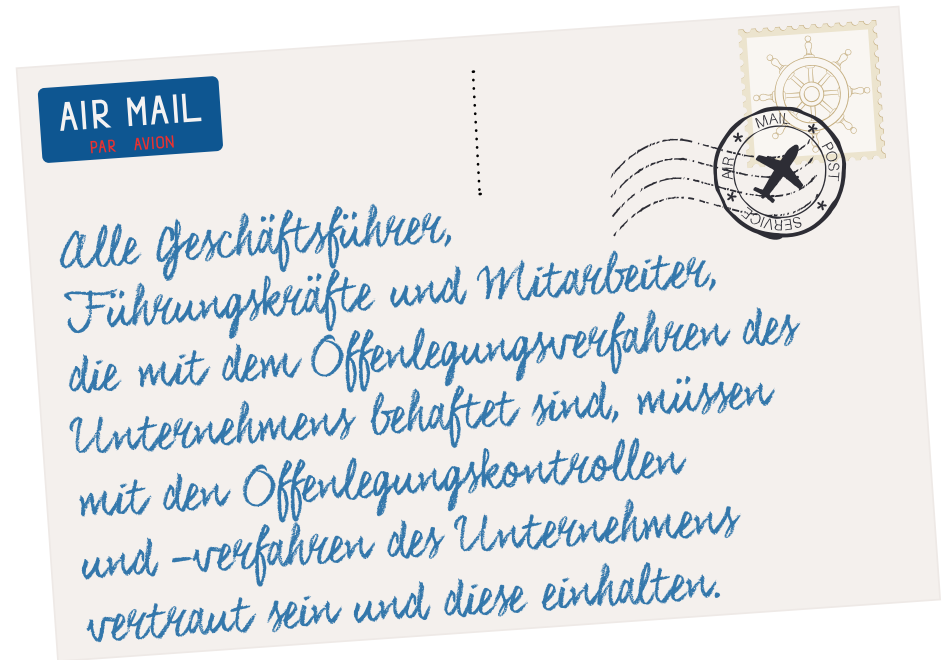 AIR MAIL
PAR AVION
MAIL
AIR
POST
SERVICE
Alle Geschäftsführer,
Führungskräfte und Mitarbeiter,
die mit dem Offenlegungsverfahren des
Unternehmens behaftet sind, müssen
mit den Offenlegungskontrollen
und -verfahren des Unternehmens
vertraut sein und diese einhalten.